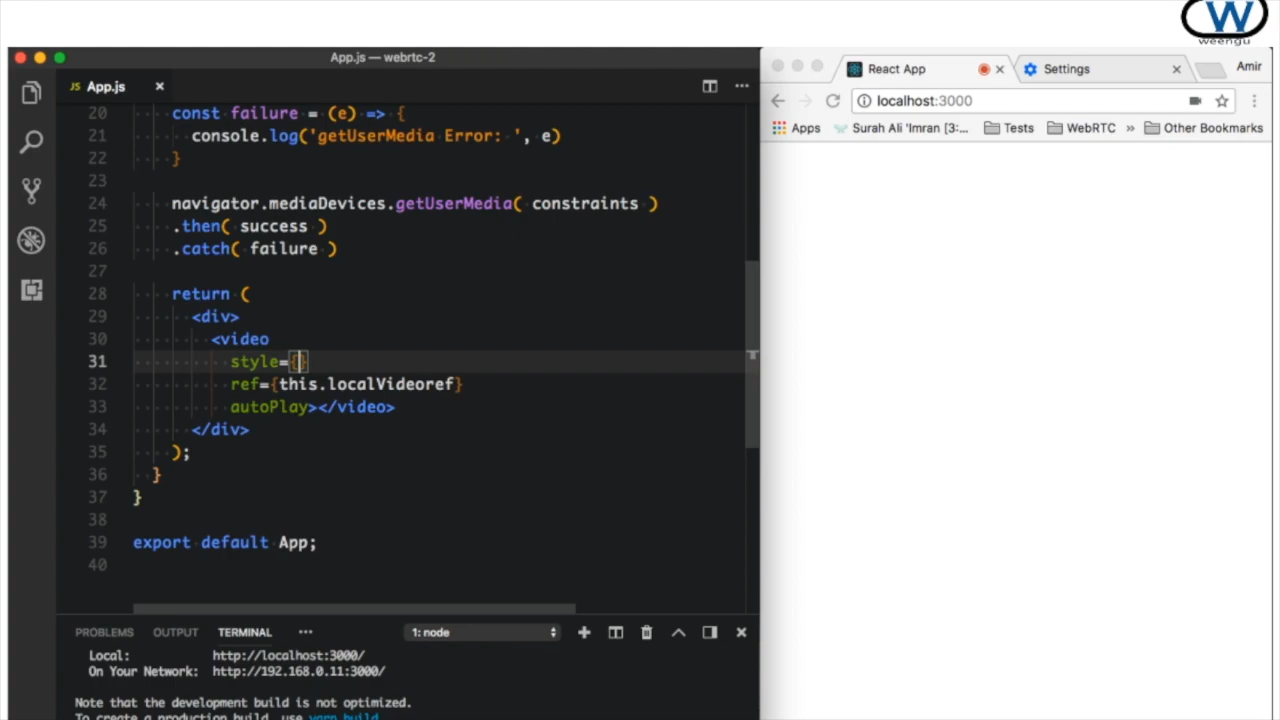 W
weengu
App.js — webrtc-2
JS App.js ×
20 const failure = (e) => {
21 console.log('getUserMedia Error: ', e)
22 }
23
24 navigator.mediaDevices.getUserMedia( constraints )
25 .then( success )
26 .catch( failure )
27
28 return (
29 <div>
30 <video
31 style={}
32 ref={this.localVideoref}
33 autoPlay></video>
34 </div>
35 );
36 }
37 }
38
39 export default App;
40
PROBLEMS OUTPUT TERMINAL ··· 1: node
Local: http://localhost:3000/
On Your Network: http://192.168.0.11:3000/
Note that the development build is not optimized.
To create a production build, use yarn build.
React App × Settings × Amir
localhost:3000
Apps Surah Ali 'Imran [3:... Tests WebRTC » Other Bookmarks